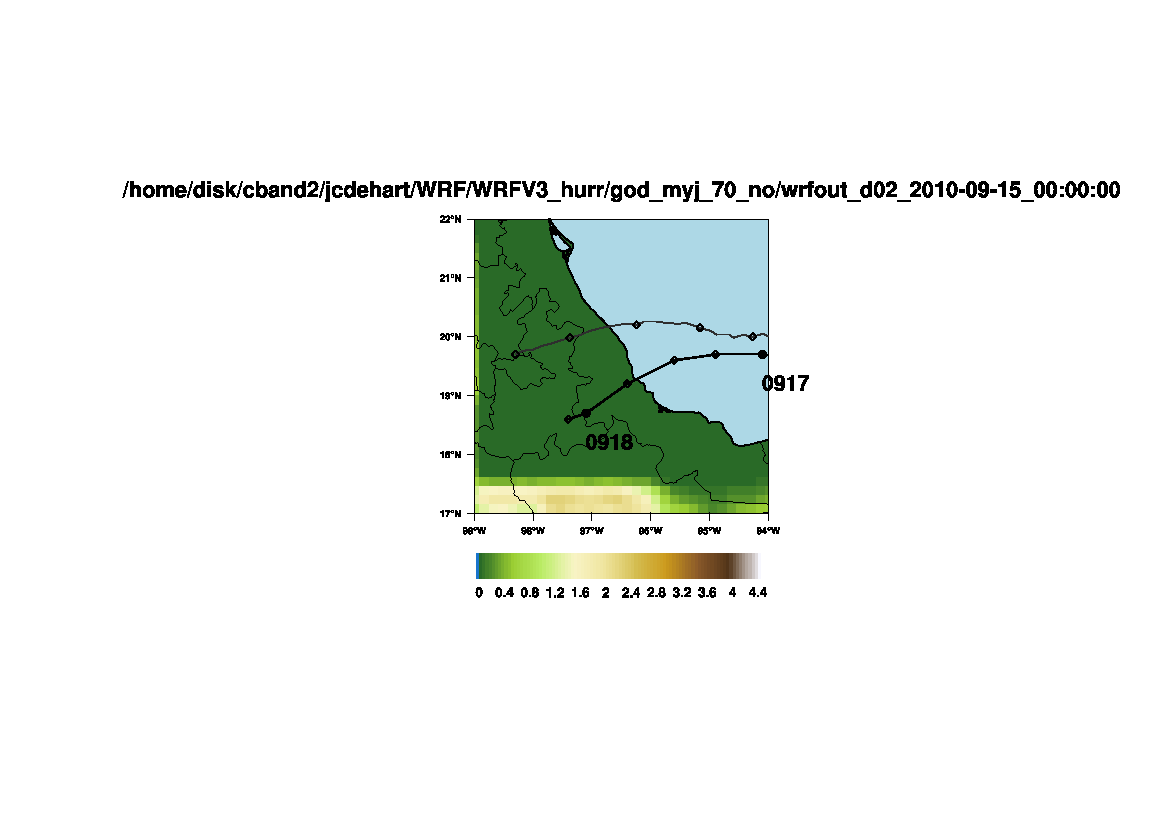 /home/disk/cband2/jcdehart/WRF/WRFV3_hurr/god_myj_70_no/wrfout_d02_2010-09-15_00:00:00
22°N
21°N
20°N
0917
19°N
0918
18°N
17°N
99°W 98°W 97°W 96°W 95°W 94°W
0 0.4 0.8 1.2 1.6 2 2.4 2.8 3.2 3.6 4 4.4